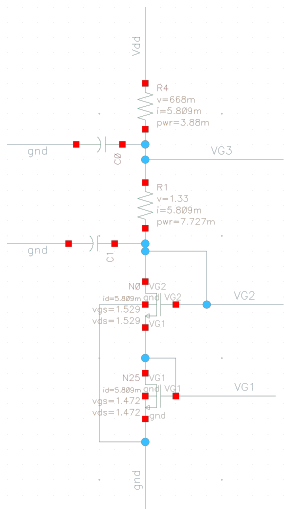 Vdd
R4
v=668m
i=5.809m
pwr=3.88m
gnd
C0
VG3
R1
v=1.33
i=5.809m
pwr=7.727m
gnd
C1
N0 VG2
id=5.809m gnd VG2
vgs=1.529
vds=1.529 VG1
VG2
N25 VG1
id=5.809m gnd VG1
vgs=1.472
vds=1.472 gnd
VG1
gnd